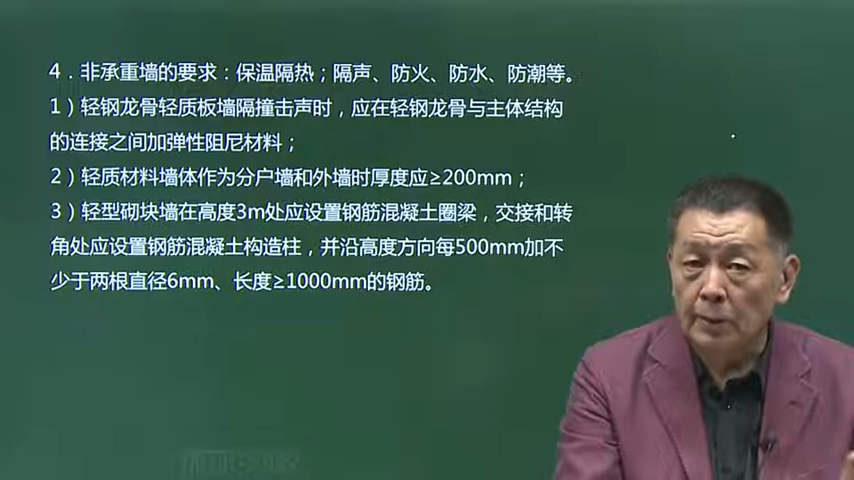 4．非承重墙的要求：保温隔热；隔声、防火、防水、防潮等。
1）轻钢龙骨轻质板墙隔撞击声时，应在轻钢龙骨与主体结构
的连接之间加弹性阻尼材料；
2）轻质材料墙体作为分户墙和外墙时厚度应≥200mm；
3）轻型砌块墙在高度3m处应设置钢筋混凝土圈梁，交接和转
角处应设置钢筋混凝土构造柱，并沿高度方向每500mm加不
少于两根直径6mm、长度≥1000mm的钢筋。